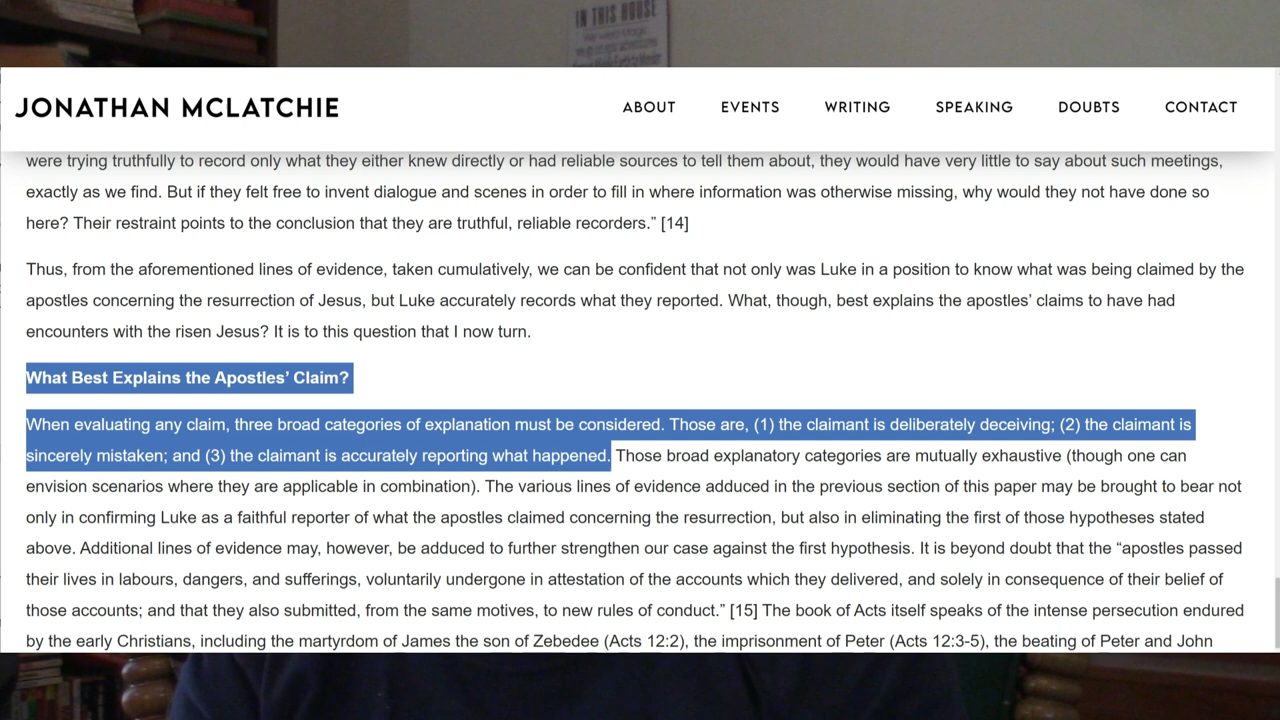 IN THIS HOUSE
JONATHAN MCLATCHIE
ABOUT
EVENTS
WRITING
SPEAKING
DOUBTS
CONTACT
were trying truthfully to record only what they either knew directly or had reliable sources to tell them about, they would have very little to say about such meetings,
exactly as we find. But if they felt free to invent dialogue and scenes in order to fill in where information was otherwise missing, why would they not have done so
here? Their restraint points to the conclusion that they are truthful, reliable recorders.” [14]
Thus, from the aforementioned lines of evidence, taken cumulatively, we can be confident that not only was Luke in a position to know what was being claimed by the
apostles concerning the resurrection of Jesus, but Luke accurately records what they reported. What, though, best explains the apostles’ claims to have had
encounters with the risen Jesus? It is to this question that I now turn.
What Best Explains the Apostles’ Claim?
When evaluating any claim, three broad categories of explanation must be considered. Those are, (1) the claimant is deliberately deceiving; (2) the claimant is
sincerely mistaken; and (3) the claimant is accurately reporting what happened. Those broad explanatory categories are mutually exhaustive (though one can
envision scenarios where they are applicable in combination). The various lines of evidence adduced in the previous section of this paper may be brought to bear not
only in confirming Luke as a faithful reporter of what the apostles claimed concerning the resurrection, but also in eliminating the first of those hypotheses stated
above. Additional lines of evidence may, however, be adduced to further strengthen our case against the first hypothesis. It is beyond doubt that the “apostles passed
their lives in labours, dangers, and sufferings, voluntarily undergone in attestation of the accounts which they delivered, and solely in consequence of their belief of
those accounts; and that they also submitted, from the same motives, to new rules of conduct.” [15] The book of Acts itself speaks of the intense persecution endured
by the early Christians, including the martyrdom of James the son of Zebedee (Acts 12:2), the imprisonment of Peter (Acts 12:3-5), the beating of Peter and John